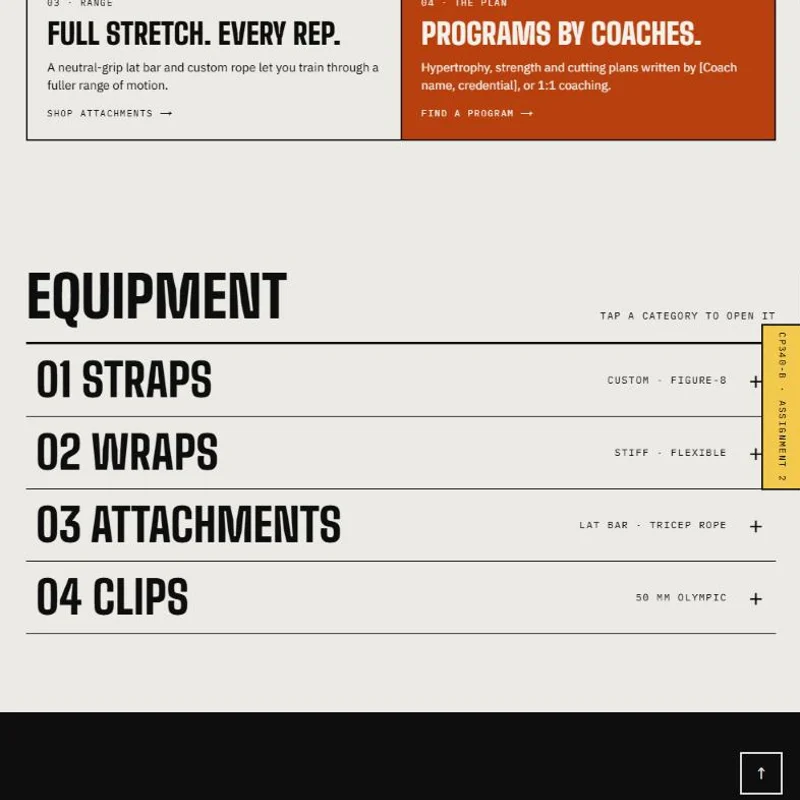 03 · RANGE
FULL STRETCH. EVERY REP.
A neutral-grip lat bar and custom rope let you train through a
fuller range of motion.
SHOP ATTACHMENTS →
04 · THE PLAN
PROGRAMS BY COACHES.
Hypertrophy, strength and cutting plans written by [Coach
name, credential], or 1:1 coaching.
FIND A PROGRAM →
EQUIPMENT
TAP A CATEGORY TO OPEN IT
01 STRAPS
CUSTOM · FIGURE-8 +
02 WRAPS
STIFF · FLEXIBLE +
03 ATTACHMENTS
LAT BAR · TRICEP ROPE +
04 CLIPS
50 MM OLYMPIC +
CP340-B · ASSIGNMENT 2
↑